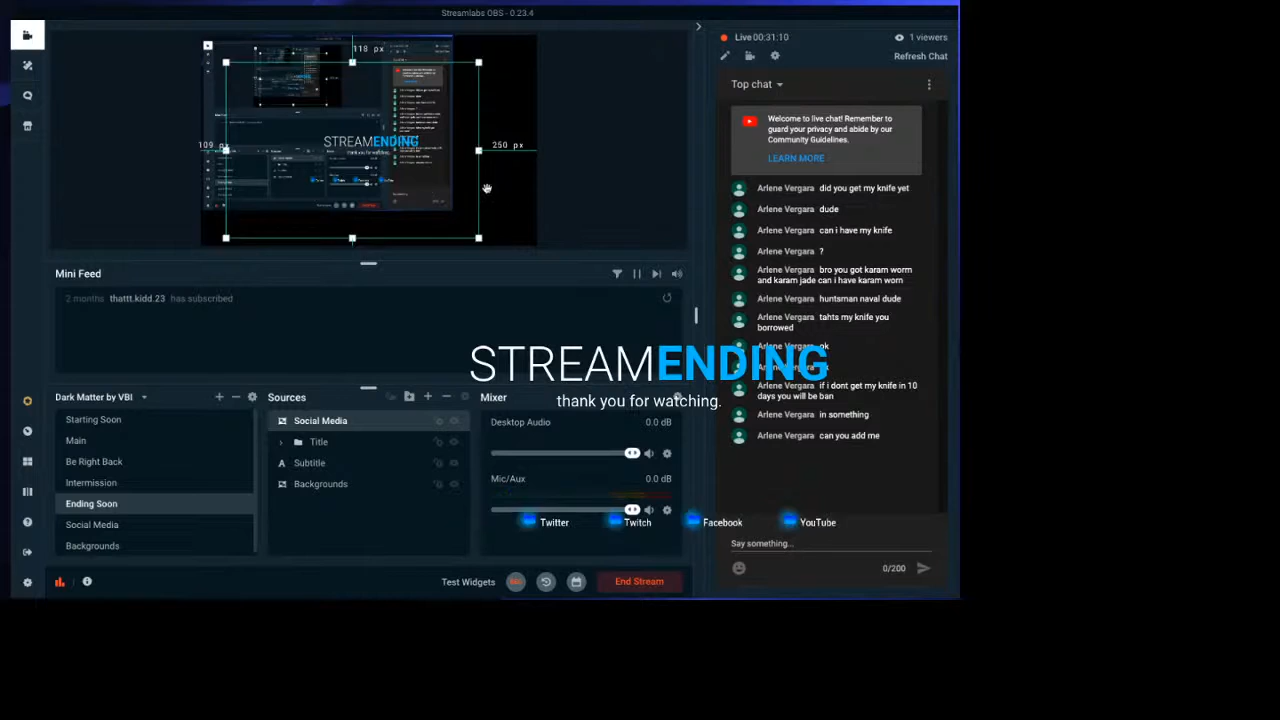 Streamlabs OBS - 0.23.4
118 px
109 px
250 px
STREAMENDING
thank you for watching.
Live 00:31:10
1 viewers
Refresh Chat
Top chat
Welcome to live chat! Remember to
guard your privacy and abide by our
Community Guidelines.
LEARN MORE
Arlene Vergara did you get my knife yet
Arlene Vergara dude
Arlene Vergara can i have my knife
Arlene Vergara ?
Arlene Vergara bro you got karam worm
and karam jade can i have karam worn
Arlene Vergara huntsman naval dude
Arlene Vergara tahts my knife you
borrowed
Arlene Vergara ok
Arlene Vergara if i dont get my knife in 10
days you will be ban
Arlene Vergara in something
Arlene Vergara can you add me
Say something...
0/200
Mini Feed
2 months thattt.kidd.23 has subscribed
STREAMENDING
thank you for watching.
Dark Matter by VBI
Starting Soon
Main
Be Right Back
Intermission
Ending Soon
Social Media
Backgrounds
Sources
Social Media
Title
Subtitle
Backgrounds
Mixer
Desktop Audio 0.0 dB
Mic/Aux 0.0 dB
Twitter
Twitch
Facebook
YouTube
Test Widgets
End Stream